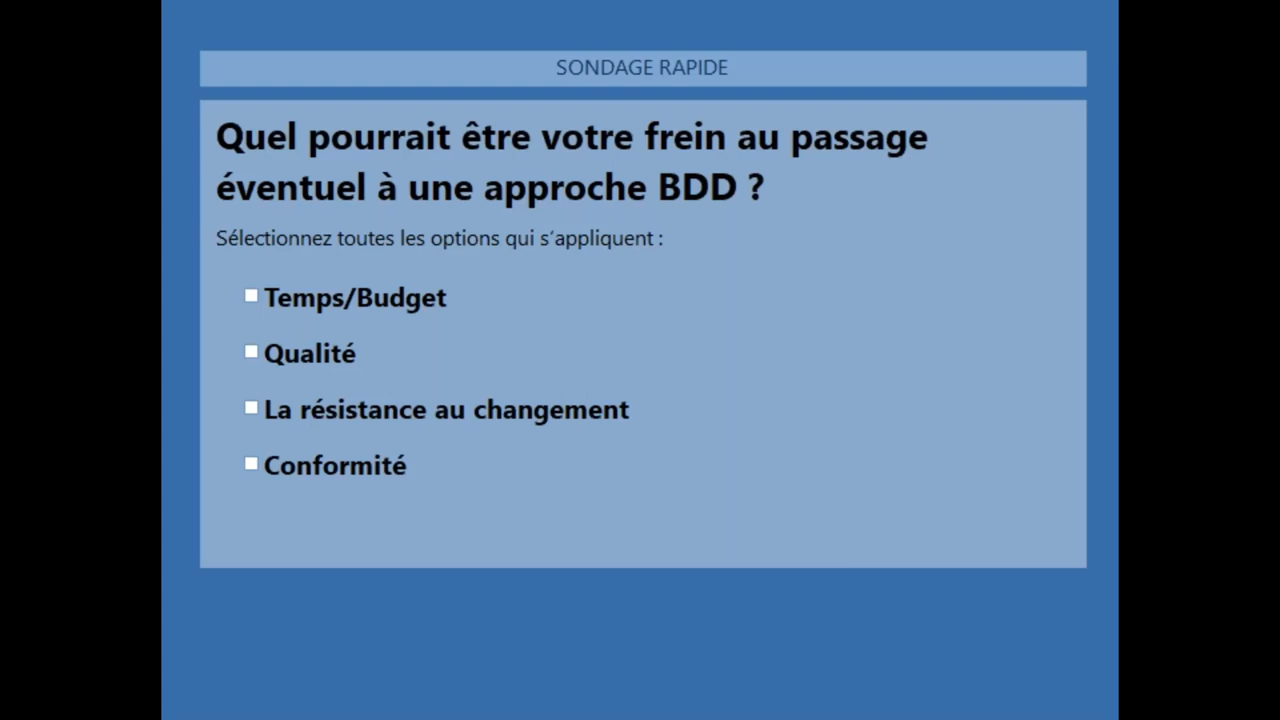 SONDAGE RAPIDE
Quel pourrait être votre frein au passage
éventuel à une approche BDD ?
Sélectionnez toutes les options qui s'appliquent :
Temps/Budget
Qualité
La résistance au changement
Conformité